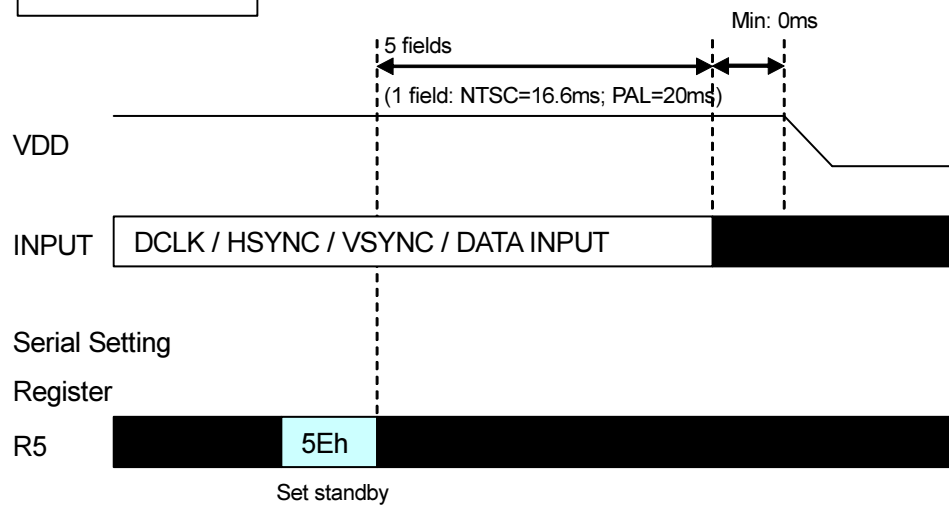 Min: 0ms
5 fields
(1 field: NTSC=16.6ms; PAL=20ms)
VDD
INPUT
DCLK / HSYNC / VSYNC / DATA INPUT
Serial Setting
Register
R5
5Eh
Set standby